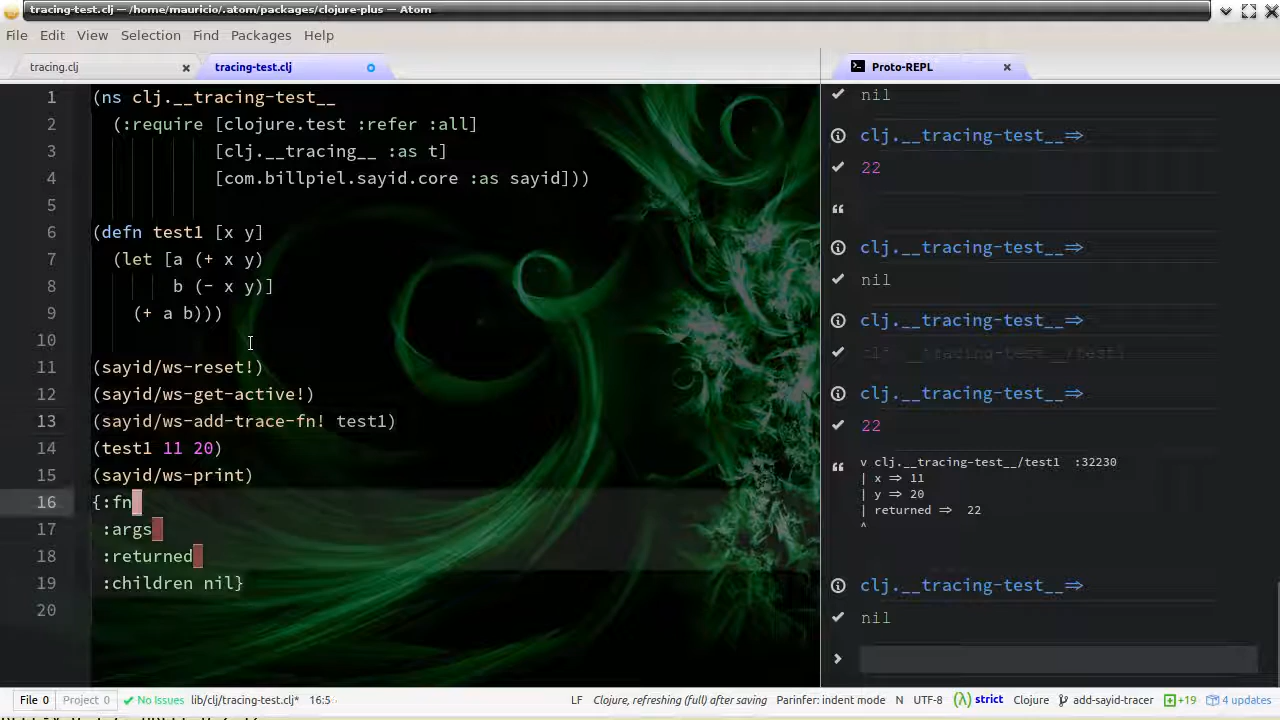 tracing-test.clj — /home/mauricio/.atom/packages/clojure-plus — Atom
File Edit View Selection Find Packages Help
tracing.clj
tracing-test.clj
Proto-REPL
1 (ns clj.__tracing-test__
2 (:require [clojure.test :refer :all]
3 [clj.__tracing__ :as t]
4 [com.billpiel.sayid.core :as sayid]))
5
6 (defn test1 [x y]
7 (let [a (+ x y)
8 b (- x y)]
9 (+ a b)))
10
11 (sayid/ws-reset!)
12 (sayid/ws-get-active!)
13 (sayid/ws-add-trace-fn! test1)
14 (test1 11 20)
15 (sayid/ws-print)
16 {:fn
17 :args
18 :returned
19 :children nil}
20
nil
clj.__tracing-test__=>
22
clj.__tracing-test__=>
nil
clj.__tracing-test__=>
clj.__tracing-test__=>
22
v clj.__tracing-test__/test1 :32230
| x => 11
| y => 20
| returned => 22
^
clj.__tracing-test__=>
nil
File 0 Project 0 No Issues lib/clj/tracing-test.clj* 16:5 LF Clojure, refreshing (full) after saving Parinfer: indent mode N UTF-8 (λ) strict Clojure add-sayid-tracer +19 4 updates